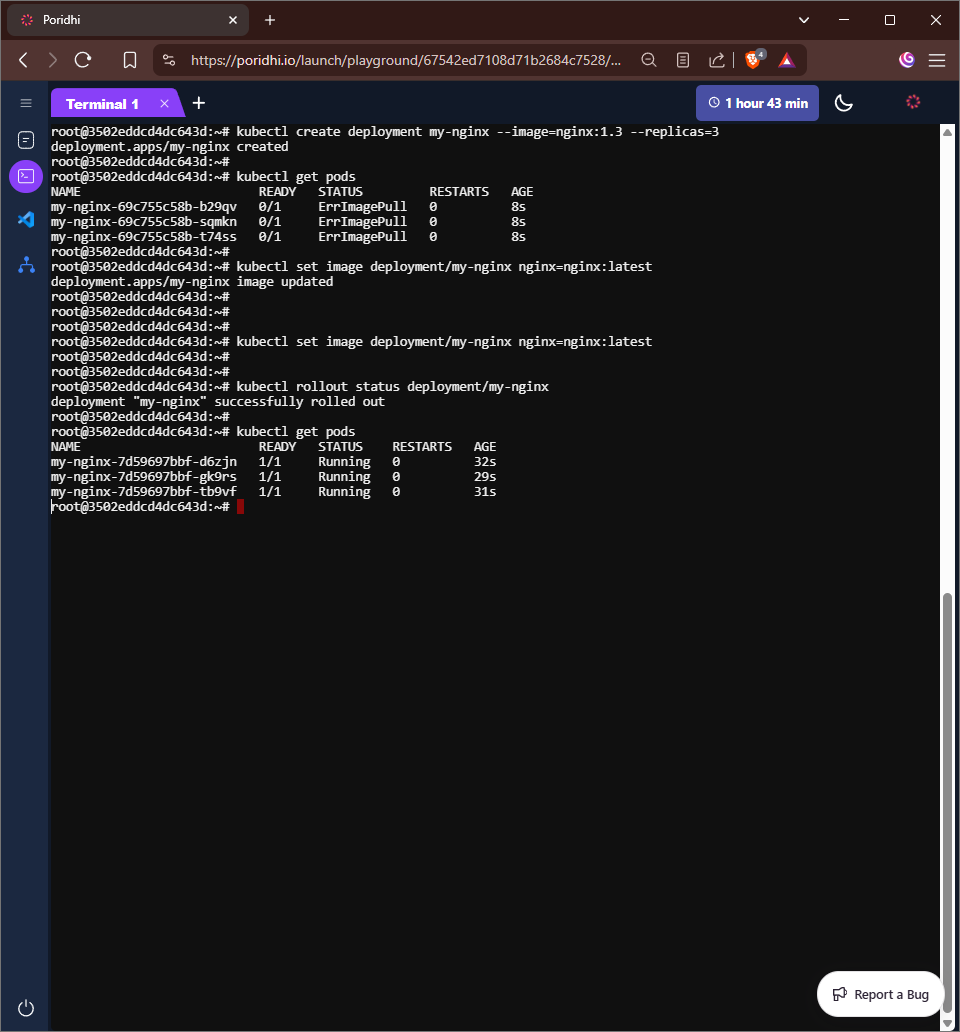 Poridhi
https://poridhi.io/launch/playground/67542ed7108d71b2684c7528/...
4
Terminal 1
1 hour 43 min
root@3502eddcd4dc643d:~# kubectl create deployment my-nginx --image=nginx:1.3 --replicas=3
deployment.apps/my-nginx created
root@3502eddcd4dc643d:~#
root@3502eddcd4dc643d:~# kubectl get pods
NAME                        READY   STATUS         RESTARTS   AGE
my-nginx-69c755c58b-b29qv   0/1     ErrImagePull   0          8s
my-nginx-69c755c58b-sqmkn   0/1     ErrImagePull   0          8s
my-nginx-69c755c58b-t74ss   0/1     ErrImagePull   0          8s
root@3502eddcd4dc643d:~#
root@3502eddcd4dc643d:~# kubectl set image deployment/my-nginx nginx=nginx:latest
deployment.apps/my-nginx image updated
root@3502eddcd4dc643d:~#
root@3502eddcd4dc643d:~#
root@3502eddcd4dc643d:~#
root@3502eddcd4dc643d:~# kubectl set image deployment/my-nginx nginx=nginx:latest
root@3502eddcd4dc643d:~#
root@3502eddcd4dc643d:~#
root@3502eddcd4dc643d:~# kubectl rollout status deployment/my-nginx
deployment "my-nginx" successfully rolled out
root@3502eddcd4dc643d:~#
root@3502eddcd4dc643d:~# kubectl get pods
NAME                        READY   STATUS    RESTARTS   AGE
my-nginx-7d59697bbf-d6zjn   1/1     Running   0          32s
my-nginx-7d59697bbf-gk9rs   1/1     Running   0          29s
my-nginx-7d59697bbf-tb9vf   1/1     Running   0          31s
root@3502eddcd4dc643d:~#
Report a Bug